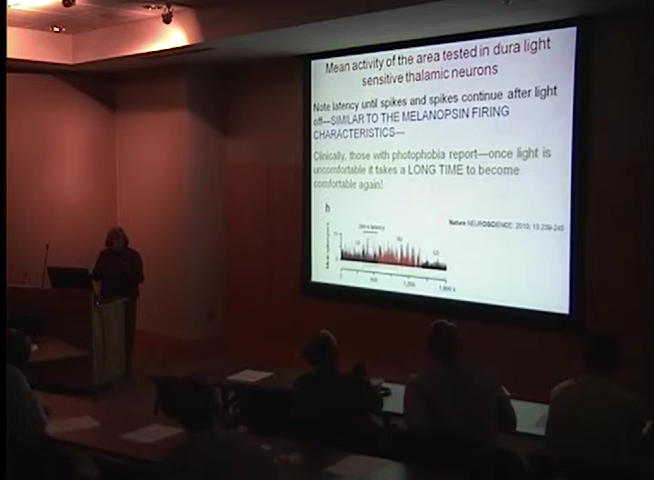 Mean activity of the area tested in dura light
sensitive thalamic neurons
Note latency until spikes and spikes continue after light
off—SIMILAR TO THE MELANOPSIN FIRING
CHARACTERISTICS—
Clinically, those with photophobia report—once light is
uncomfortable it takes a LONG TIME to become
comfortable again!
h
Nature NEUROSCIENCE: 2010; 13:239-245
latency